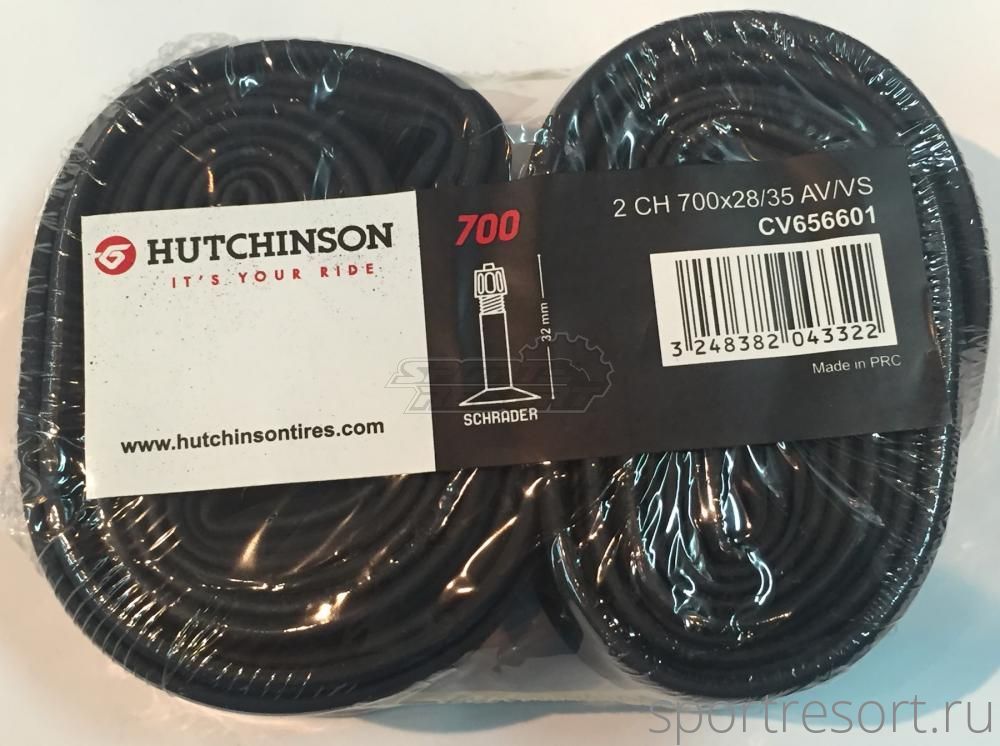 HUTCHINSON
IT'S YOUR RIDE
www.hutchinsontires.com
700
32 mm
SCHRADER
2 CH 700x28/35 AV/VS
CV656601
3 248382 043322
Made in PRC
sportresort.ru